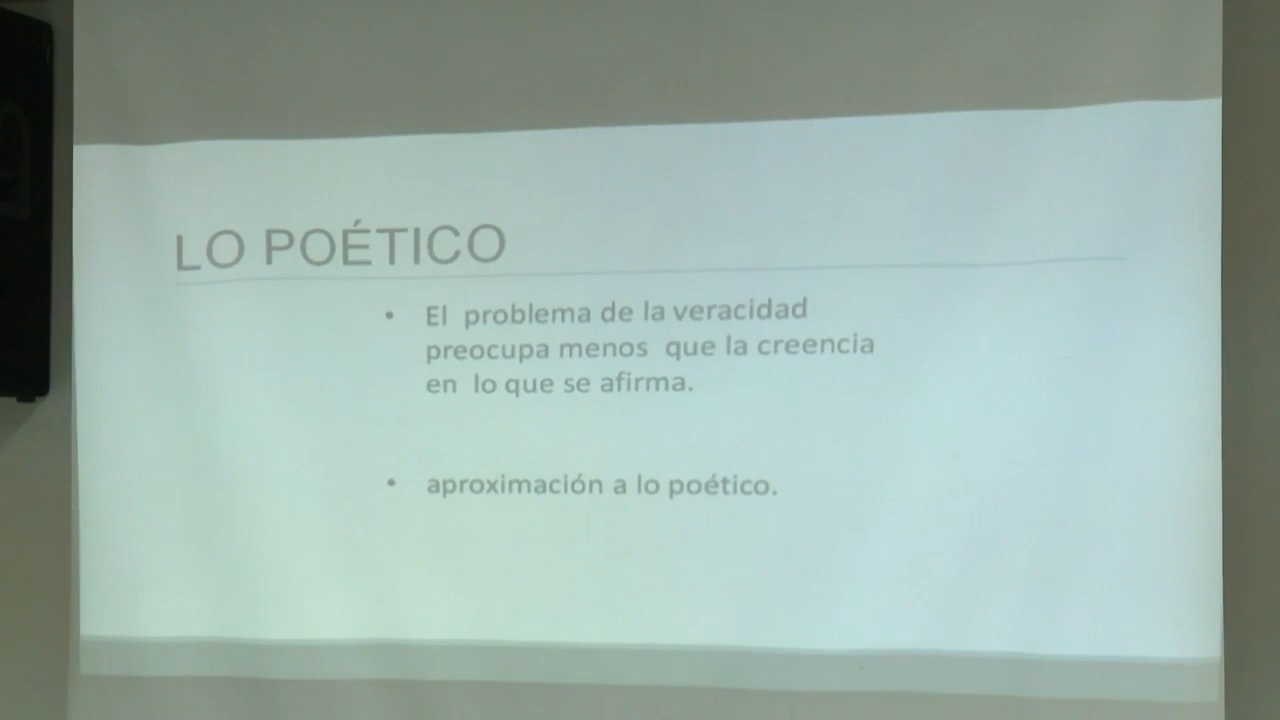 LO POÉTICO
• El problema de la veracidad
preocupa menos que la creencia
en lo que se afirma.
• aproximación a lo poético.